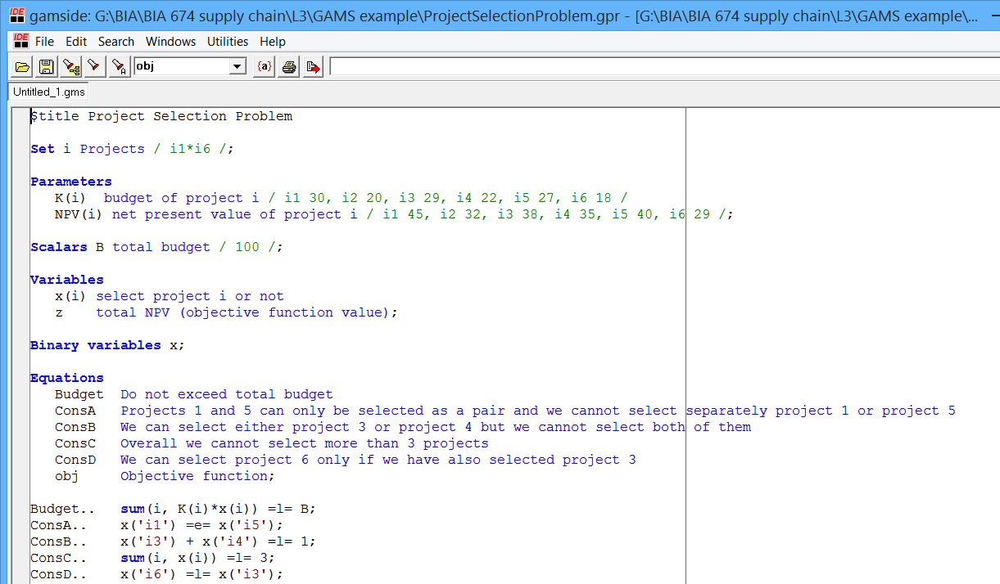 IDE gamside: G:\BIA\BIA 674 supply chain\L3\GAMS example\ProjectSelectionProblem.gpr - [G:\BIA\BIA 674 supply chain\L3\GAMS example\...
IDE File Edit Search Windows Utilities Help
A obj {a}
Untitled_1.gms
$title Project Selection Problem
Set i Projects / i1*i6 /;
Parameters
K(i) budget of project i / i1 30, i2 20, i3 29, i4 22, i5 27, i6 18 /
NPV(i) net present value of project i / i1 45, i2 32, i3 38, i4 35, i5 40, i6 29 /;
Scalars B total budget / 100 /;
Variables
x(i) select project i or not
z total NPV (objective function value);
Binary variables x;
Equations
Budget Do not exceed total budget
ConsA Projects 1 and 5 can only be selected as a pair and we cannot select separately project 1 or project 5
ConsB We can select either project 3 or project 4 but we cannot select both of them
ConsC Overall we cannot select more than 3 projects
ConsD We can select project 6 only if we have also selected project 3
obj Objective function;
Budget.. sum(i, K(i)*x(i)) =l= B;
ConsA.. x('i1') =e= x('i5');
ConsB.. x('i3') + x('i4') =l= 1;
ConsC.. sum(i, x(i)) =l= 3;
ConsD.. x('i6') =l= x('i3');